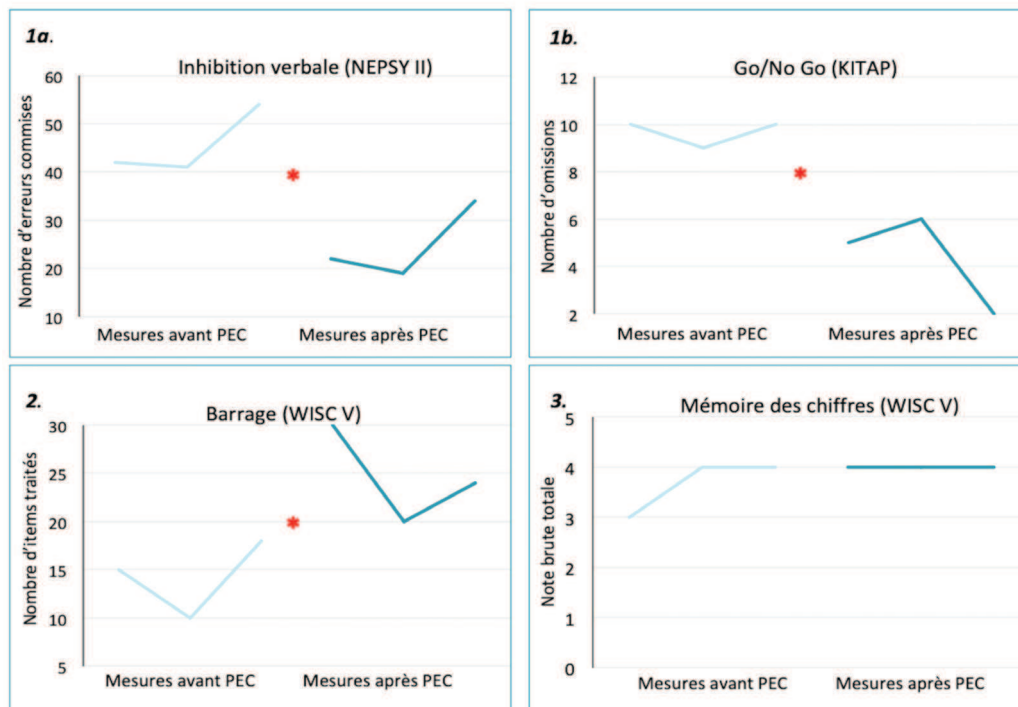 1a.
Inhibition verbale (NEPSY II)
Nombre d'erreurs commises
60
50
40
30
20
10
Mesures avant PEC
Mesures après PEC
1b.
Go/No Go (KITAP)
Nombre d'omissions
12
10
8
6
4
2
Mesures avant PEC
Mesures après PEC
2.
Barrage (WISC V)
Nombre d'items traités
30
25
20
15
10
5
Mesures avant PEC
Mesures après PEC
3.
Mémoire des chiffres (WISC V)
Note brute totale
5
4
3
2
1
0
Mesures avant PEC
Mesures après PEC